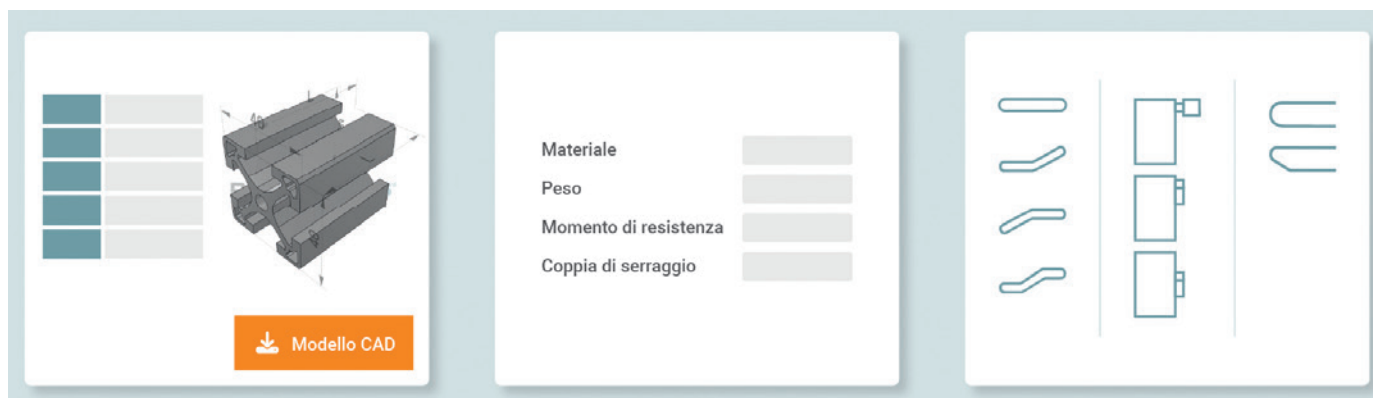 Modello CAD
Materiale
Peso
Momento di resistenza
Coppia di serraggio